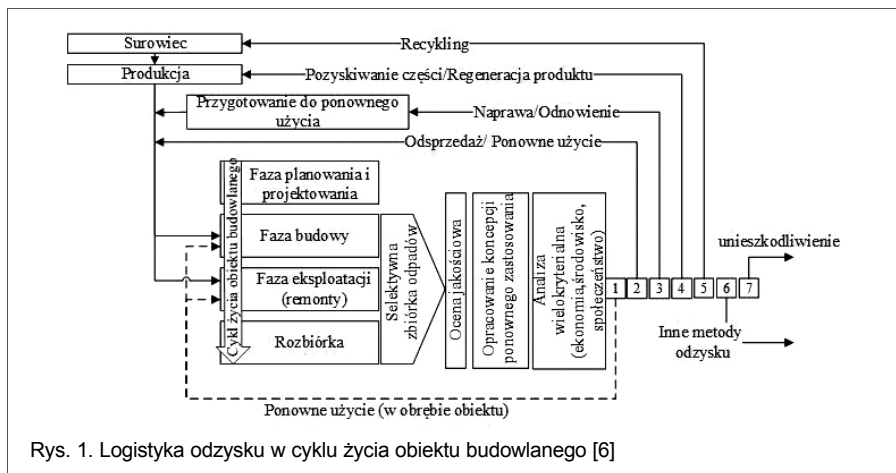 Surowiec
Recykling
Produkcja
Pozyskiwanie części/Regeneracja produktu
Przygotowanie do ponownego
użycia
Naprawa/Odnowienie
Odsprzedaż/ Ponowne użycie
Cykl życia obiektu budowlanego
Faza planowania i
projektowania
Faza budowy
Faza eksploatacji
(remonty)
Rozbiórka
Selektywna
zbiórka odpadów
Ocena jakościowa
Opracowanie koncepcji
ponownego zastosowania
Analiza
wielokryterialna
(ekonomia,środowisko,
społeczeństwo)
1 2 3 4 5 6 7
unieszkodliwienie
Inne metody
odzysku
Ponowne użycie (w obrębie obiektu)
Rys. 1. Logistyka odzysku w cyklu życia obiektu budowlanego [6]